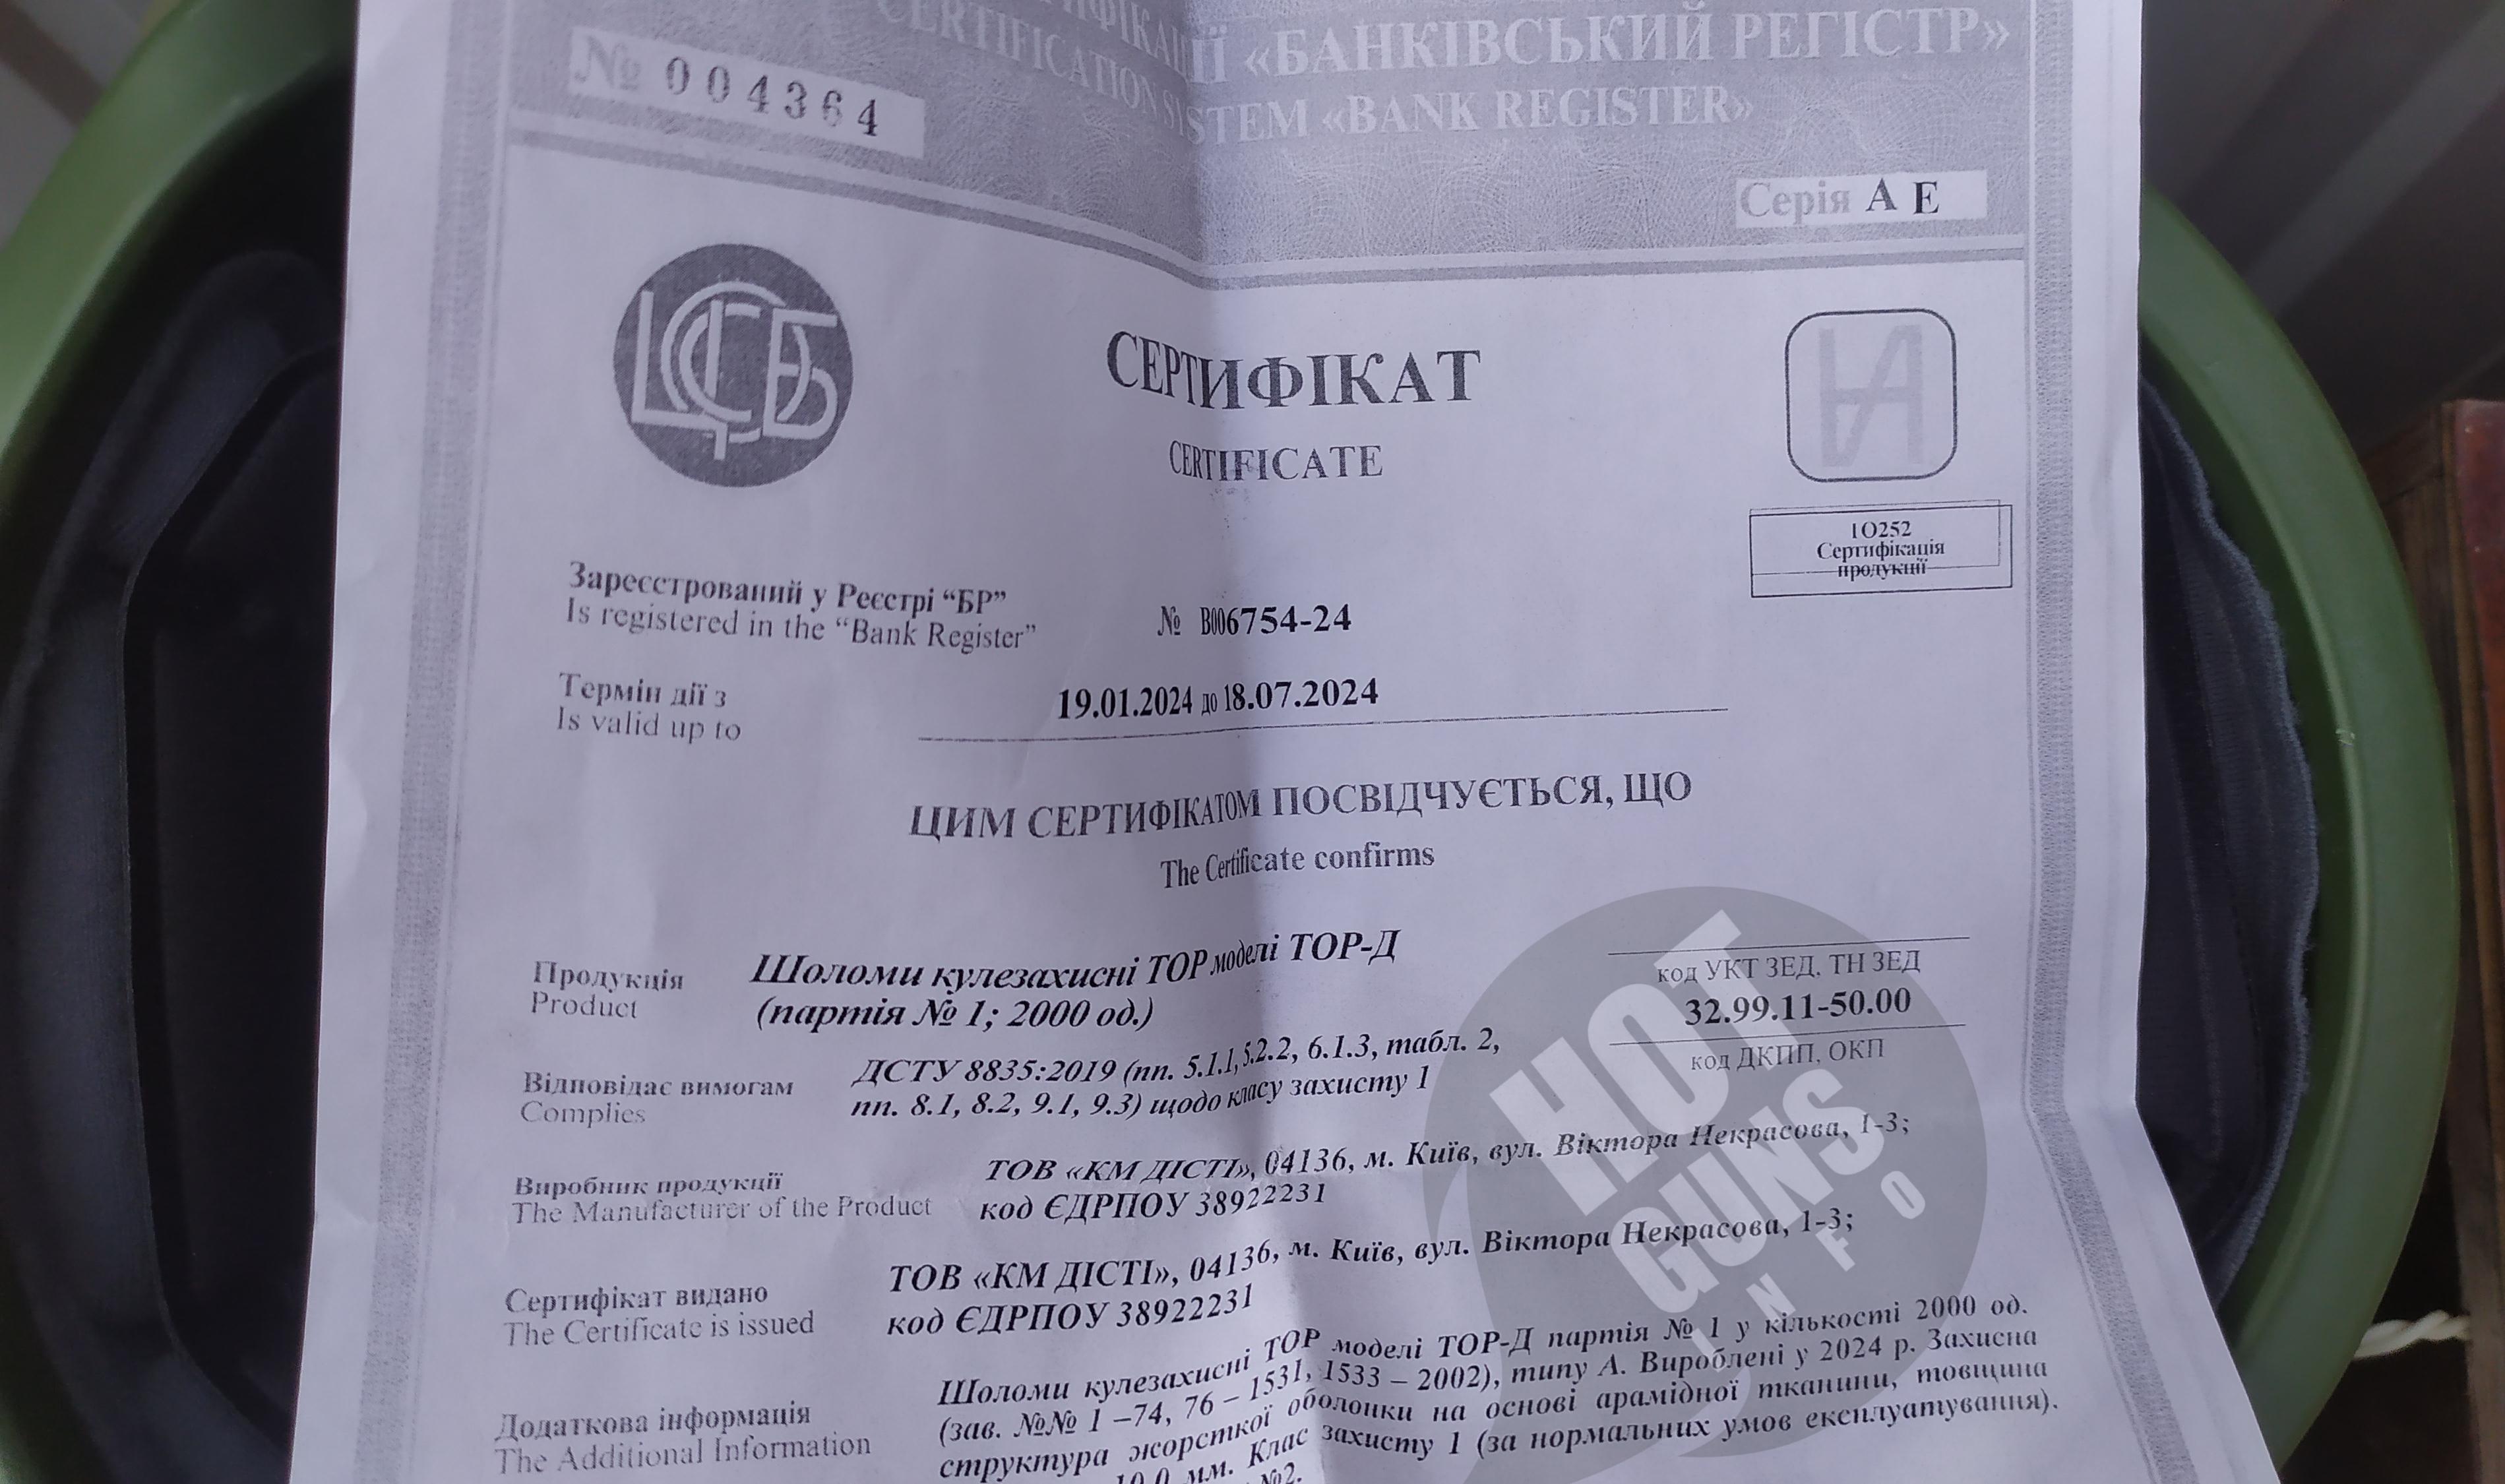 № 004364
ФІКАЦІЇ «БАНКІВСЬКИЙ РЕГІСТР»
CERTIFICATION SYSTEM «BANK REGISTER»
Серія А Е
ЦССБ
СЕРТИФІКАТ
CERTIFICATE
1О252
Сертифікація
продукції
Зареєстрований у Реєстрі “БР”
Is registered in the “Bank Register”
№ В006754-24
Термін дії з
Is valid up to
19.01.2024 до 18.07.2024
ЦИМ СЕРТИФІКАТОМ ПОСВІДЧУЄТЬСЯ, ЩО
The Certificate confirms
Продукція
Product
Шоломи кулезахисні ТОР моделі ТОР-Д
(партія № 1; 2000 од.)
код УКТ ЗЕД, ТН ЗЕД
32.99.11-50.00
код ДКПП, ОКП
Відповідає вимогам
Complies
ДСТУ 8835:2019 (пп. 5.1.1, 5.2.2, 6.1.3, табл. 2,
пп. 8.1, 8.2, 9.1, 9.3) щодо класу захисту 1
Виробник продукції
The Manufacturer of the Product
ТОВ «КМ ДІСТІ», 04136, м. Київ, вул. Віктора Некрасова, 1-3;
код ЄДРПОУ 38922231
Сертифікат видано
The Certificate is issued
ТОВ «КМ ДІСТІ», 04136, м. Київ, вул. Віктора Некрасова, 1-3;
код ЄДРПОУ 38922231
Додаткова інформація
The Additional Information
Шоломи кулезахисні ТОР моделі ТОР-Д партія № 1 у кількості 2000 од.
(зав. №№ 1 –74, 76 – 1531, 1533 – 2002), типу А. Вироблені у 2024 р. Захисна
структура жорсткої оболонки на основі арамідної тканини, товщина
10,0 мм. Клас захисту 1 (за нормальних умов експлуатування).
№2.
HOT
GUNS
INFO